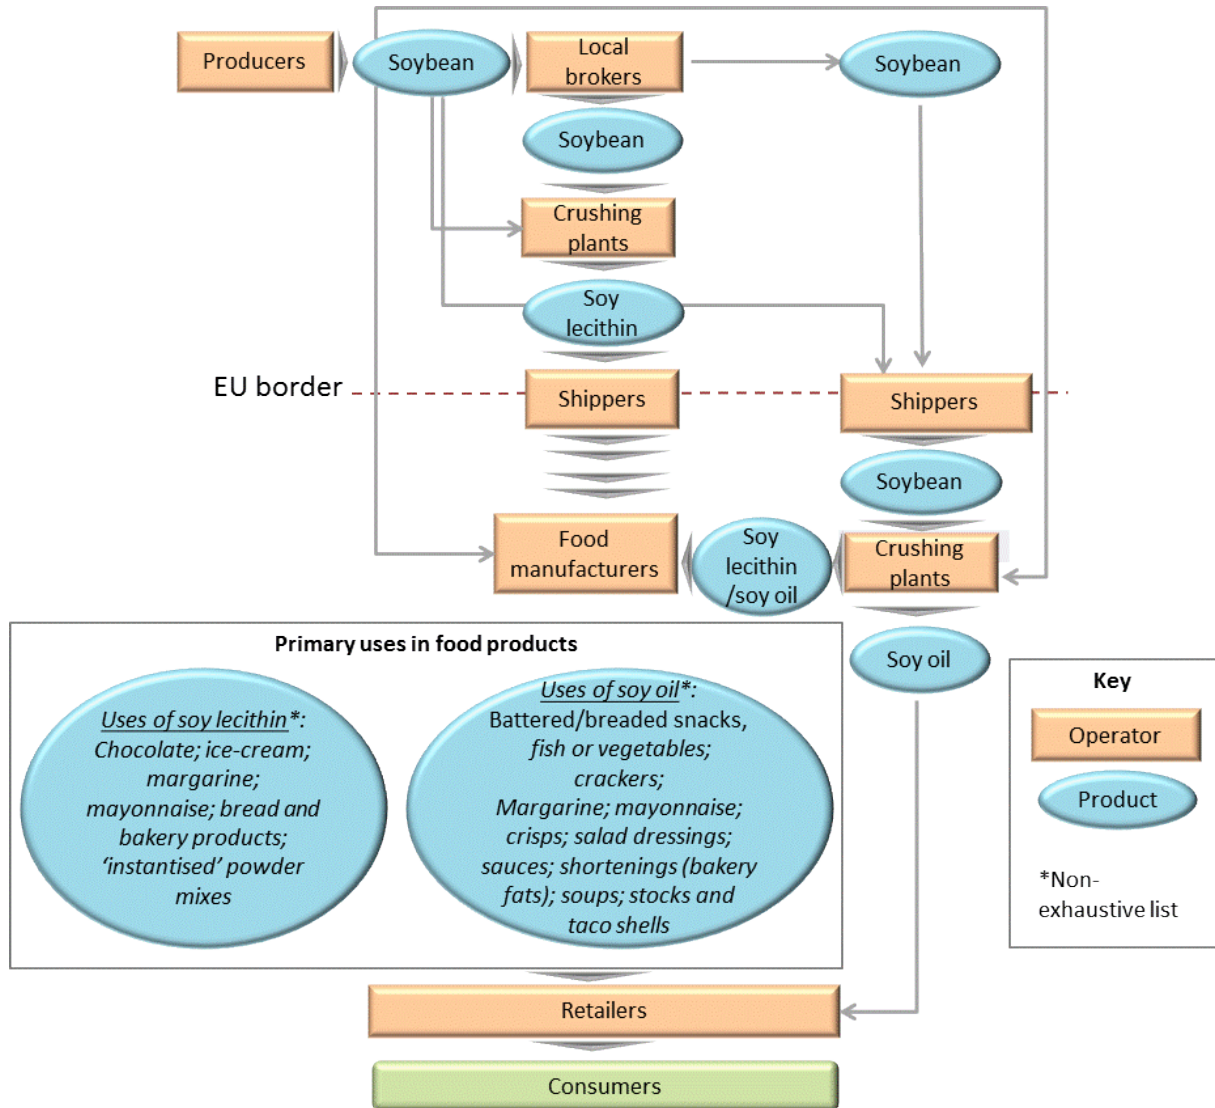 Producers
Soybean
Local
brokers
Soybean
Soybean
Crushing
plants
Soy
lecithin
EU border
Shippers
Shippers
Soybean
Food
manufacturers
Soy
lecithin
/soy oil
Crushing
plants
Soy oil
Primary uses in food products
Uses of soy lecithin*:
Chocolate; ice-cream;
margarine;
mayonnaise; bread and
bakery products;
‘instantised’ powder
mixes
Uses of soy oil*:
Battered/breaded snacks,
fish or vegetables;
crackers;
Margarine; mayonnaise;
crisps; salad dressings;
sauces; shortenings (bakery
fats); soups; stocks and
taco shells
Key
Operator
Product
*Non-
exhaustive list
Retailers
Consumers